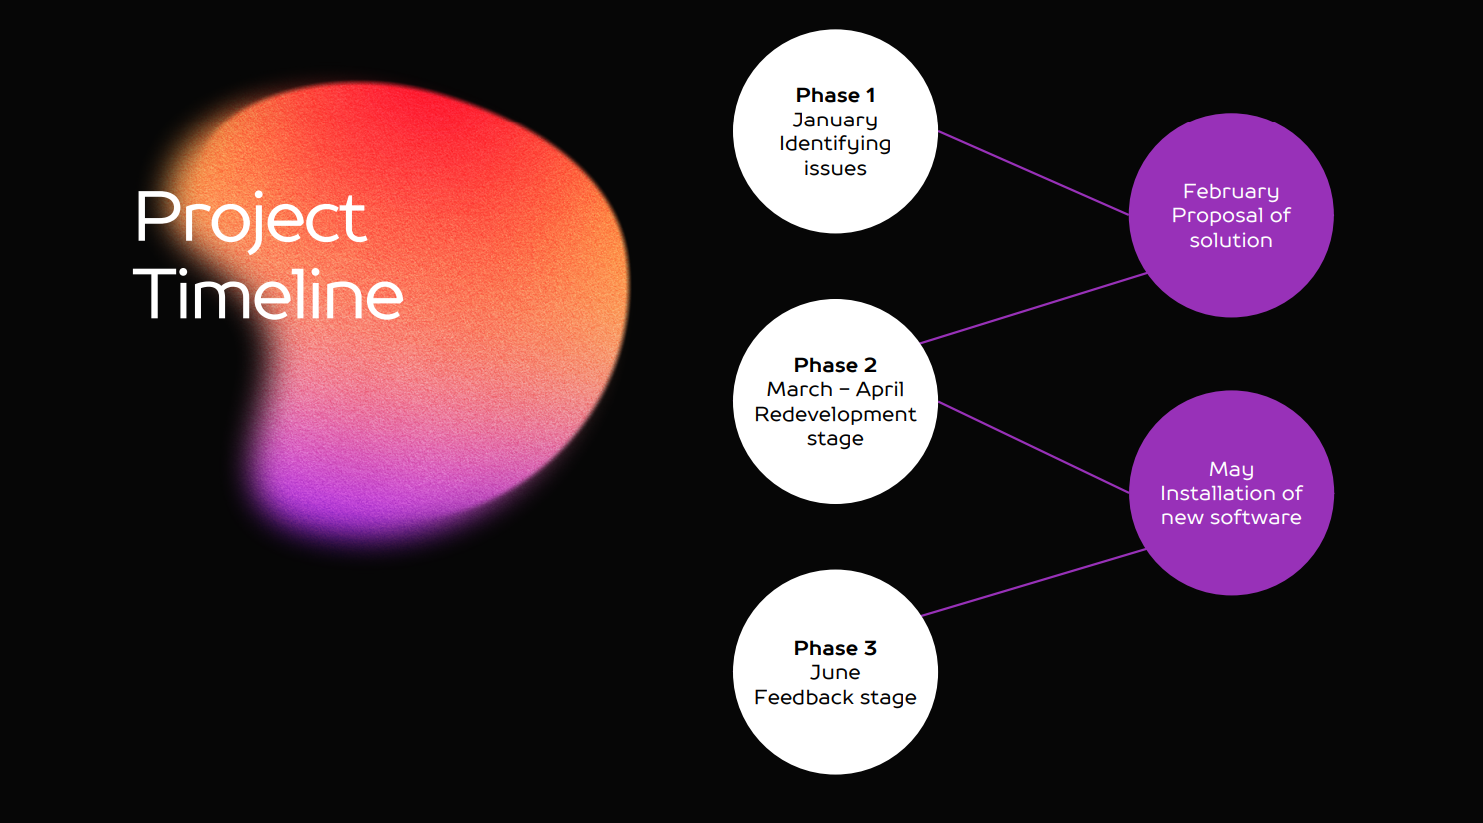 Project
Timeline
Phase 1
January
Identifying
issues
February
Proposal of
solution
Phase 2
March – April
Redevelopment
stage
May
Installation of
new software
Phase 3
June
Feedback stage